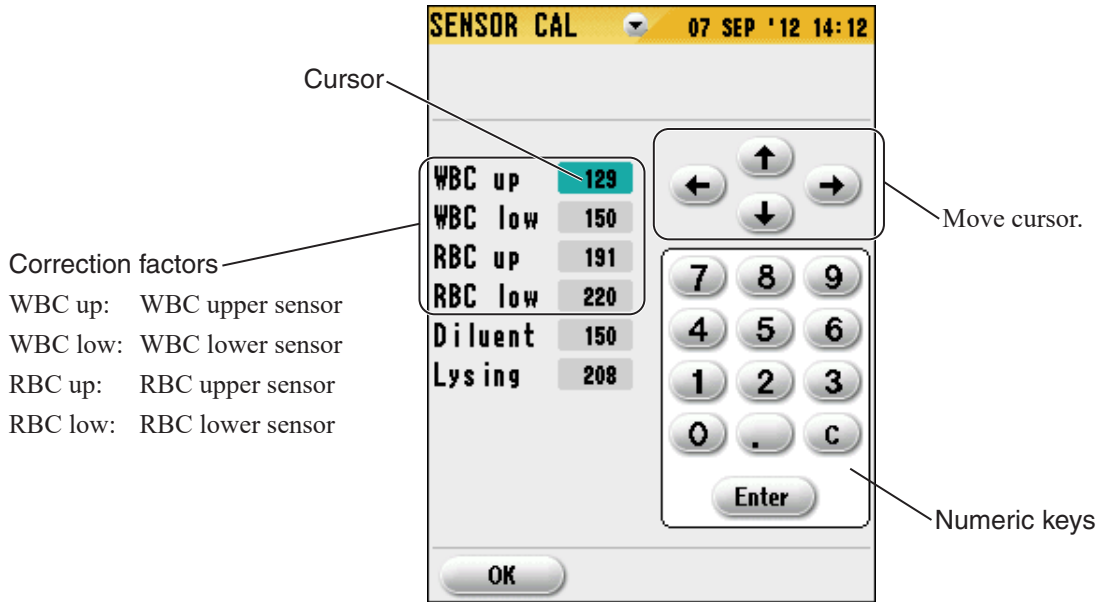 SENSOR CAL 07 SEP '12 14:12
Cursor
WBC up 129
WBC low 150
RBC up 191
RBC low 220
Diluent 150
Lysing 208
Move cursor.
Correction factors
WBC up: WBC upper sensor
WBC low: WBC lower sensor
RBC up: RBC upper sensor
RBC low: RBC lower sensor
7 8 9
4 5 6
1 2 3
0 . C
Enter
Numeric keys
OK